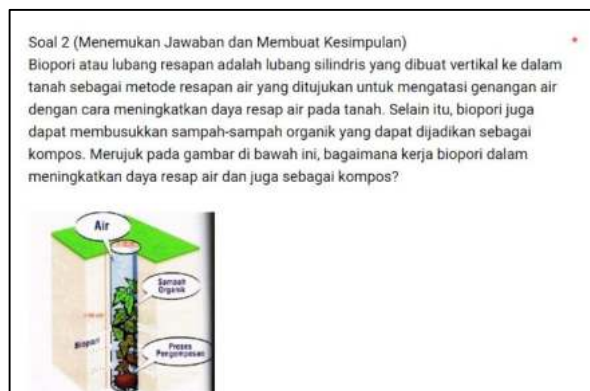 Soal 2 (Menemukan Jawaban dan Membuat Kesimpulan) *
Biopori atau lubang resapan adalah lubang silindris yang dibuat vertikal ke dalam
tanah sebagai metode resapan air yang ditujukan untuk mengatasi genangan air
dengan cara meningkatkan daya resap air pada tanah. Selain itu, biopori juga
dapat membusukkan sampah-sampah organik yang dapat dijadikan sebagai
kompos. Merujuk pada gambar di bawah ini, bagaimana kerja biopori dalam
meningkatkan daya resap air dan juga sebagai kompos?
Air
Sampah
Organik
Biopori
Proses
Pengomposan